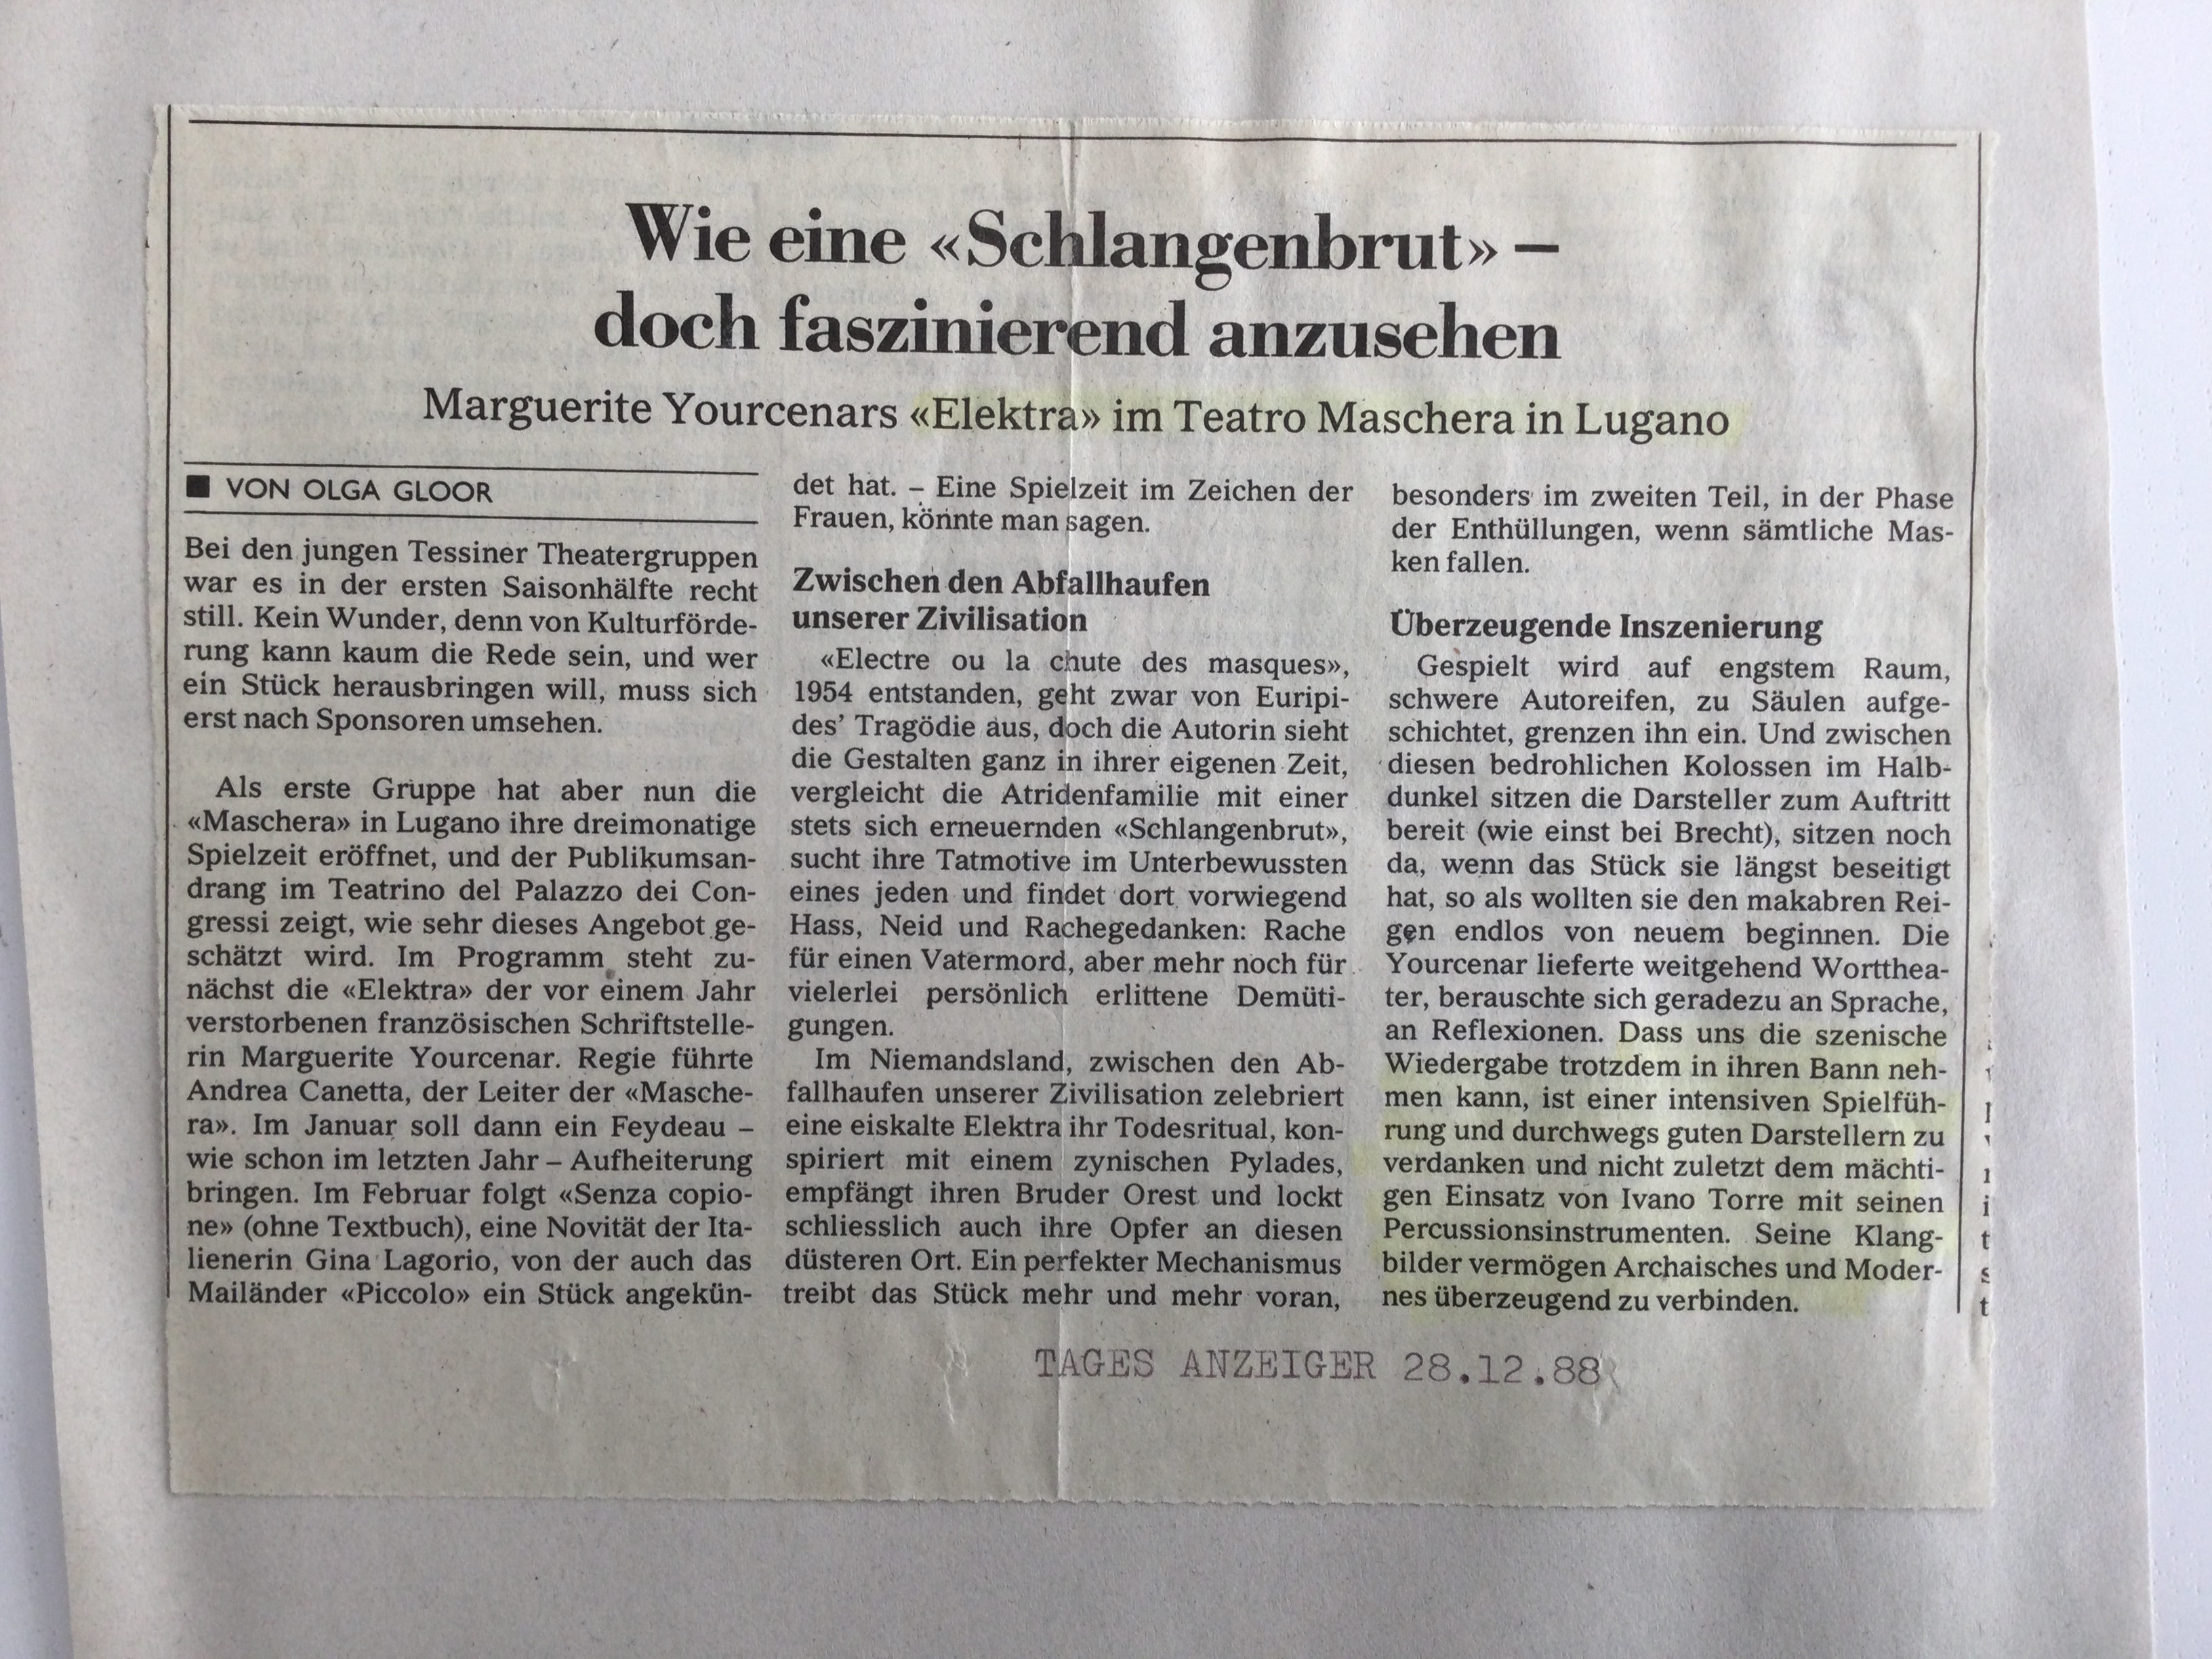 Wie eine «Schlangenbrut» –
doch faszinierend anzusehen
Marguerite Yourcenars «Elektra» im Teatro Maschera in Lugano
■ VON OLGA GLOOR
Bei den jungen Tessiner Theatergruppen
war es in der ersten Saisonhälfte recht
still. Kein Wunder, denn von Kulturförde-
rung kann kaum die Rede sein, und wer
ein Stück herausbringen will, muss sich
erst nach Sponsoren umsehen.
Als erste Gruppe hat aber nun die
«Maschera» in Lugano ihre dreimonatige
Spielzeit eröffnet, und der Publikumsan-
drang im Teatrino del Palazzo dei Con-
gressi zeigt, wie sehr dieses Angebot ge-
schätzt wird. Im Programm steht zu-
nächst die «Elektra» der vor einem Jahr
verstorbenen französischen Schriftstelle-
rin Marguerite Yourcenar. Regie führte
Andrea Canetta, der Leiter der «Masche-
ra». Im Januar soll dann ein Feydeau –
wie schon im letzten Jahr – Aufheiterung
bringen. Im Februar folgt «Senza copio-
ne» (ohne Textbuch), eine Novität der Ita-
lienerin Gina Lagorio, von der auch das
Mailänder «Piccolo» ein Stück angekün-
det hat. – Eine Spielzeit im Zeichen der
Frauen, könnte man sagen.
Zwischen den Abfallhaufen
unserer Zivilisation
«Electre ou la chute des masques»,
1954 entstanden, geht zwar von Euripi-
des' Tragödie aus, doch die Autorin sieht
die Gestalten ganz in ihrer eigenen Zeit,
vergleicht die Atridenfamilie mit einer
stets sich erneuernden «Schlangenbrut»,
sucht ihre Tatmotive im Unterbewussten
eines jeden und findet dort vorwiegend
Hass, Neid und Rachegedanken: Rache
für einen Vatermord, aber mehr noch für
vielerlei persönlich erlittene Demüti-
gungen.
Im Niemandsland, zwischen den Ab-
fallhaufen unserer Zivilisation zelebriert
eine eiskalte Elektra ihr Todesritual, kon-
spiriert mit einem zynischen Pylades,
empfängt ihren Bruder Orest und lockt
schliesslich auch ihre Opfer an diesen
düsteren Ort. Ein perfekter Mechanismus
treibt das Stück mehr und mehr voran,
besonders im zweiten Teil, in der Phase
der Enthüllungen, wenn sämtliche Mas-
ken fallen.
Überzeugende Inszenierung
Gespielt wird auf engstem Raum,
schwere Autoreifen, zu Säulen aufge-
schichtet, grenzen ihn ein. Und zwischen
diesen bedrohlichen Kolossen im Halb-
dunkel sitzen die Darsteller zum Auftritt
bereit (wie einst bei Brecht), sitzen noch
da, wenn das Stück sie längst beseitigt
hat, so als wollten sie den makabren Rei-
gen endlos von neuem beginnen. Die
Yourcenar lieferte weitgehend Wortthea-
ter, berauschte sich geradezu an Sprache,
an Reflexionen. Dass uns die szenische
Wiedergabe trotzdem in ihren Bann neh-
men kann, ist einer intensiven Spielfüh-
rung und durchwegs guten Darstellern zu
verdanken und nicht zuletzt dem mächti-
gen Einsatz von Ivano Torre mit seinen
Percussionsinstrumenten. Seine Klang-
bilder vermögen Archaisches und Moder-
nes überzeugend zu verbinden.
TAGES ANZEIGER 28.12.88